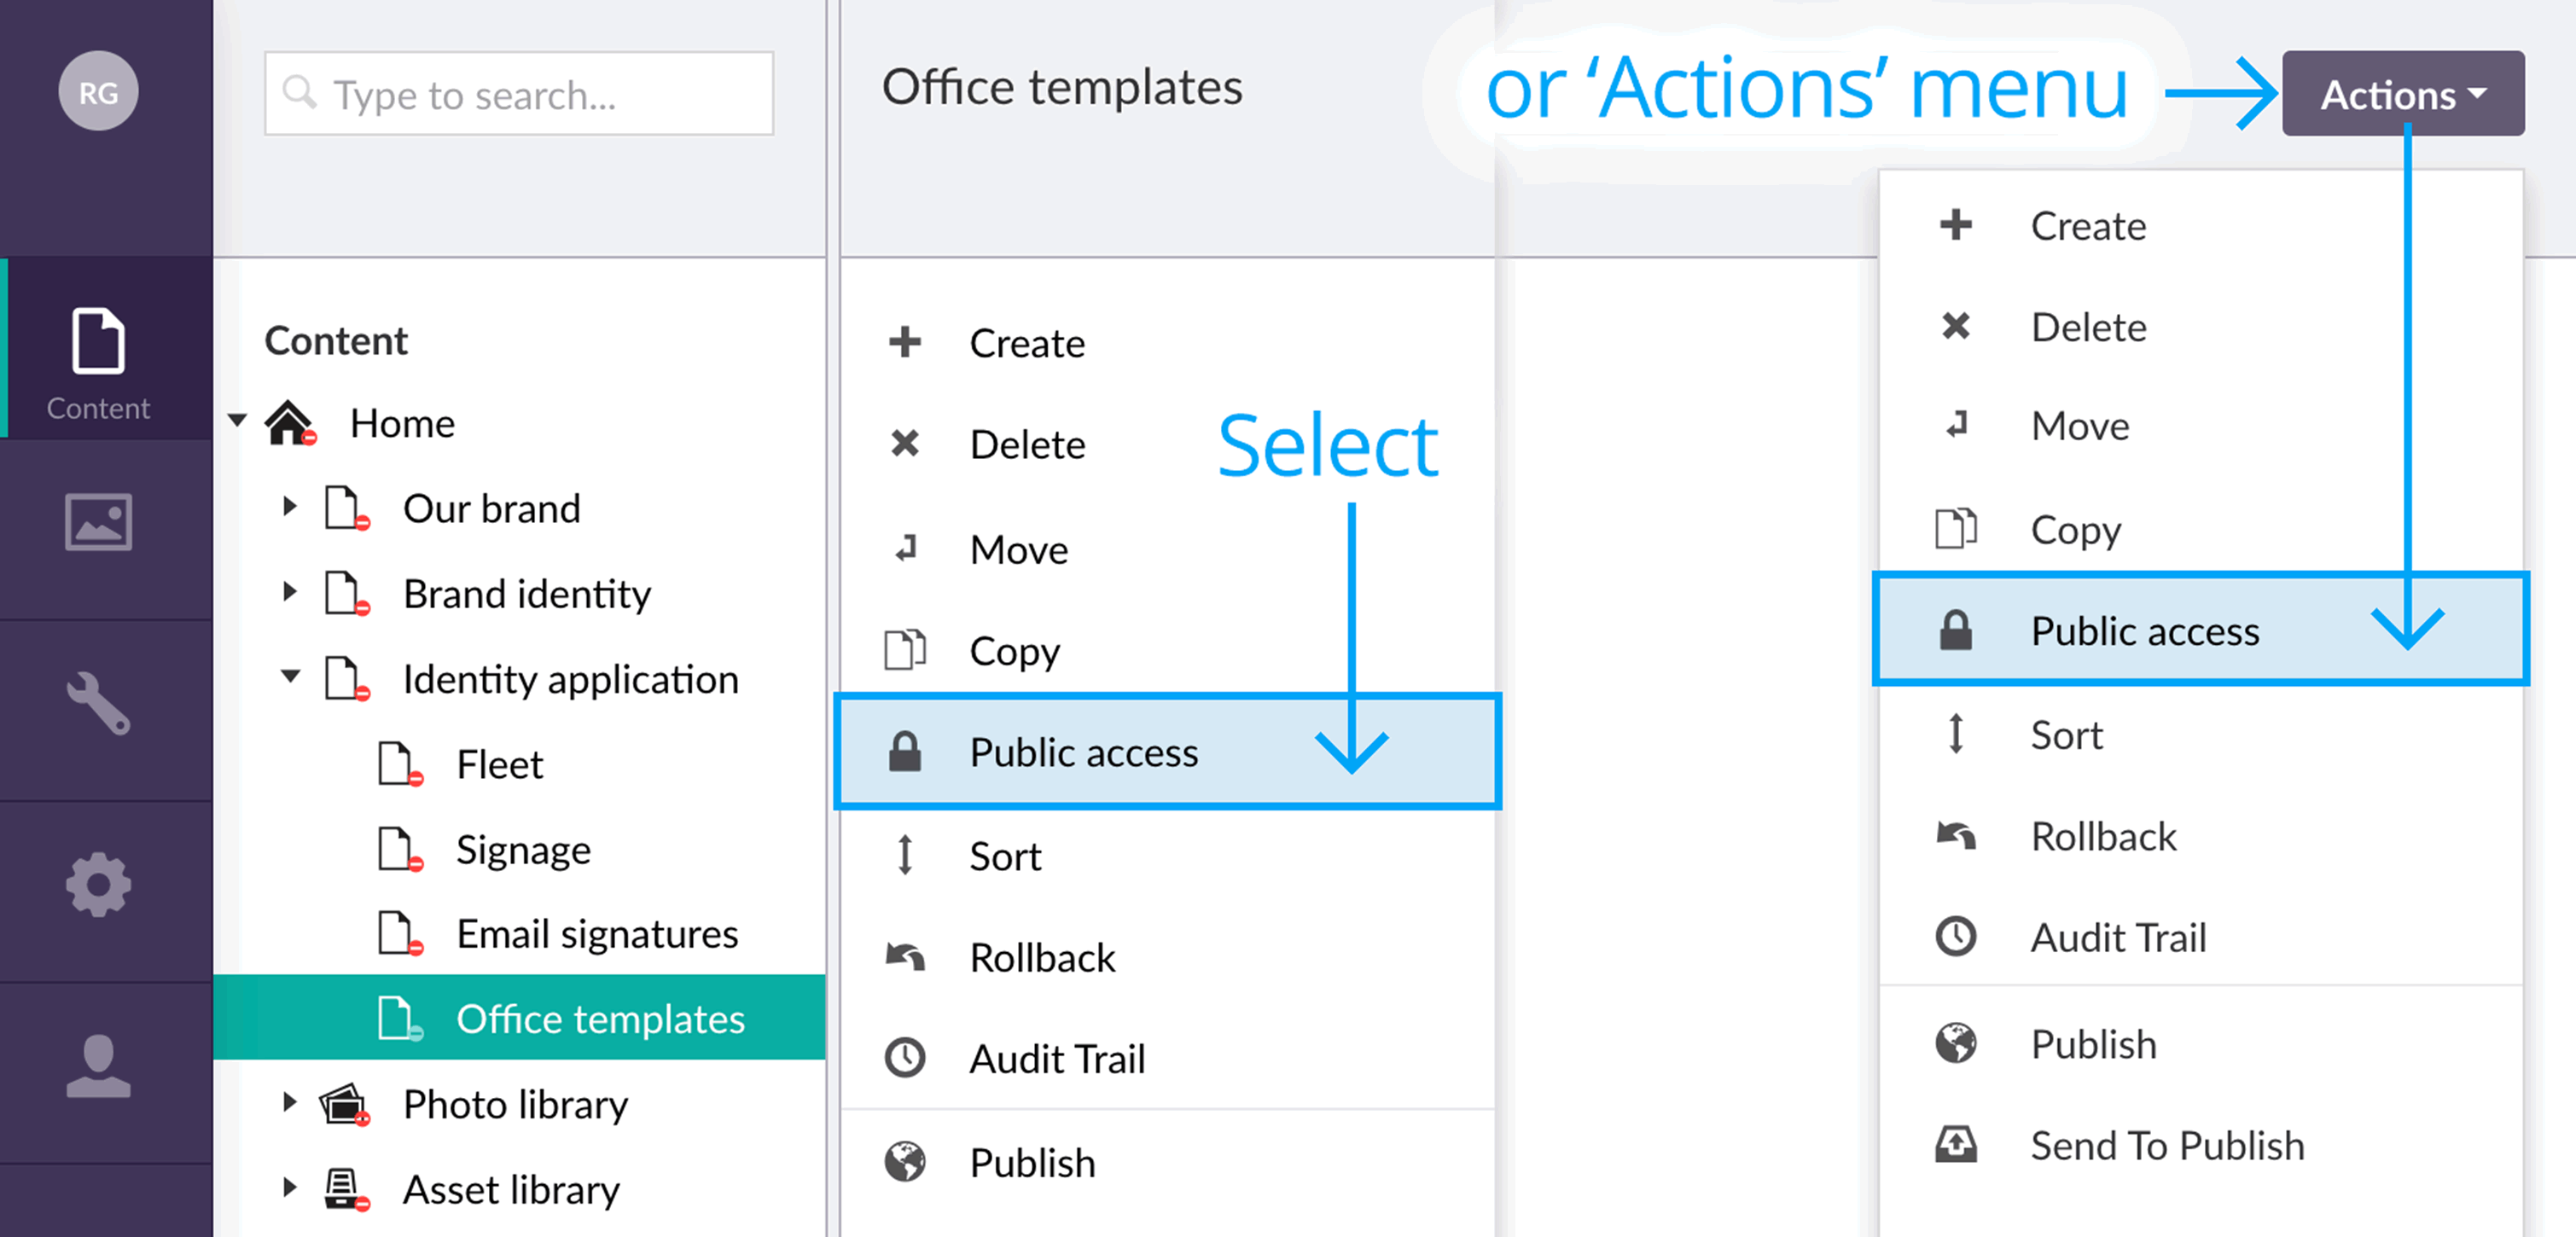 RG
Content
Type to search...
Content
Home
Our brand
Brand identity
Identity application
Fleet
Signage
Email signatures
Office templates
Photo library
Asset library
Office templates
Create
Delete
Move
Copy
Public access
Sort
Rollback
Audit Trail
Publish
Select
or ‘Actions’ menu
Actions
Create
Delete
Move
Copy
Public access
Sort
Rollback
Audit Trail
Publish
Send To Publish